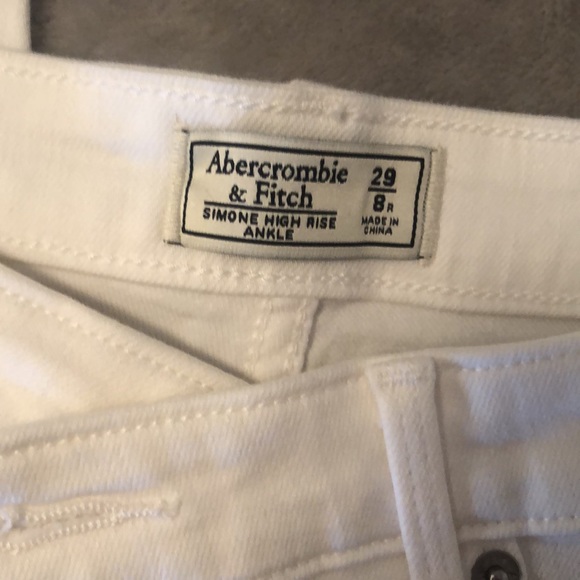 Abercrombie
& Fitch
SIMONE HIGH RISE
ANKLE
29
8R
MADE IN
CHINA